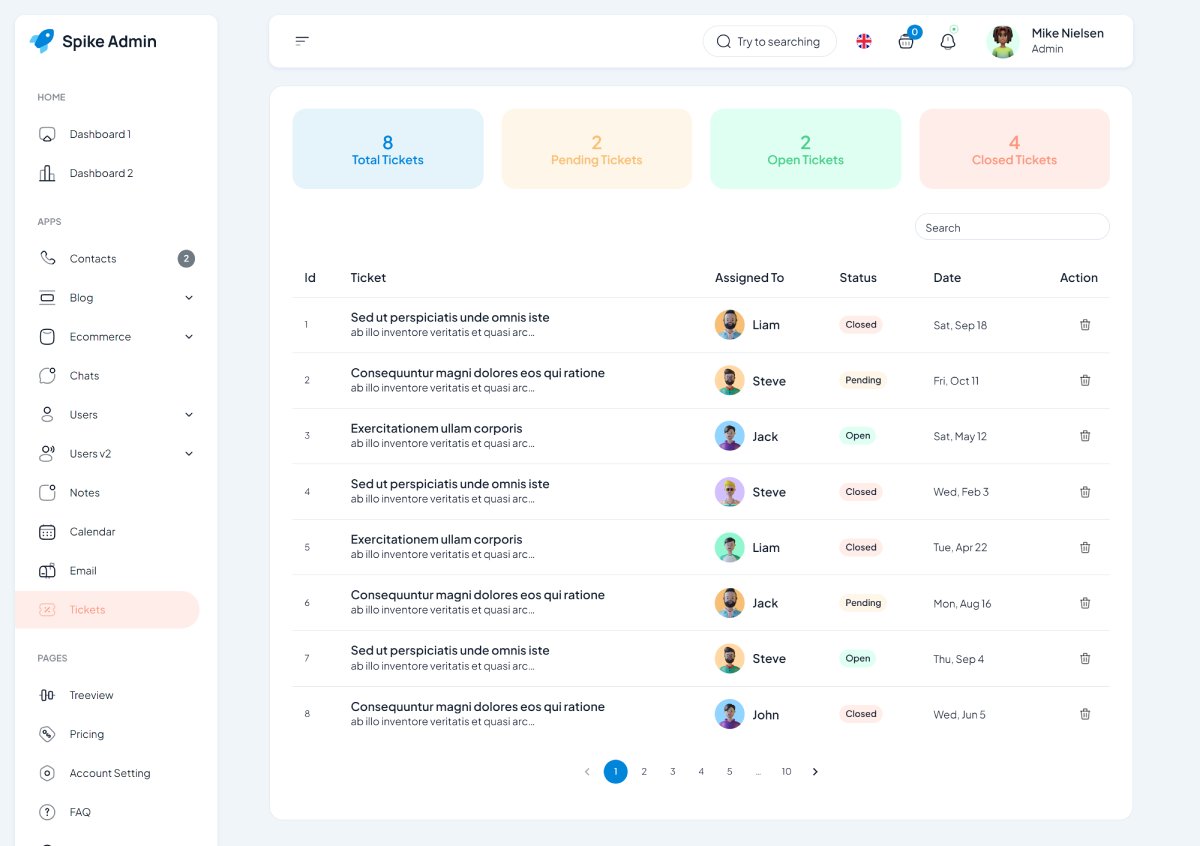 Spike Admin
HOME
Dashboard 1
Dashboard 2
APPS
Contacts 2
Blog
Ecommerce
Chats
Users
Users v2
Notes
Calendar
Email
Tickets
PAGES
Treeview
Pricing
Account Setting
? FAQ
Try to searching
0
Mike Nielsen
Admin
8
Total Tickets
2
Pending Tickets
2
Open Tickets
4
Closed Tickets
Search
Id Ticket Assigned To Status Date Action
1 Sed ut perspiciatis unde omnis iste Liam Closed Sat, Sep 18
ab illo inventore veritatis et quasi arc...
2 Consequuntur magni dolores eos qui ratione Steve Pending Fri, Oct 11
ab illo inventore veritatis et quasi arc...
3 Exercitationem ullam corporis Jack Open Sat, May 12
ab illo inventore veritatis et quasi arc...
4 Sed ut perspiciatis unde omnis iste Steve Closed Wed, Feb 3
ab illo inventore veritatis et quasi arc...
5 Exercitationem ullam corporis Liam Closed Tue, Apr 22
ab illo inventore veritatis et quasi arc...
6 Consequuntur magni dolores eos qui ratione Jack Pending Mon, Aug 16
ab illo inventore veritatis et quasi arc...
7 Sed ut perspiciatis unde omnis iste Steve Open Thu, Sep 4
ab illo inventore veritatis et quasi arc...
8 Consequuntur magni dolores eos qui ratione John Closed Wed, Jun 5
ab illo inventore veritatis et quasi arc...
1 2 3 4 5 ... 10